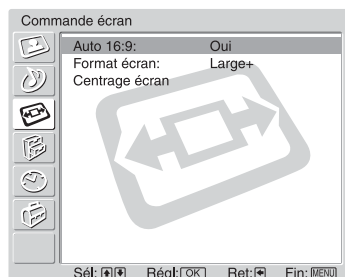 Commande écran
Auto 16:9: Oui
Format écran: Large+
Centrage écran
Sél: Régl: OK Ret: Fin: MENU